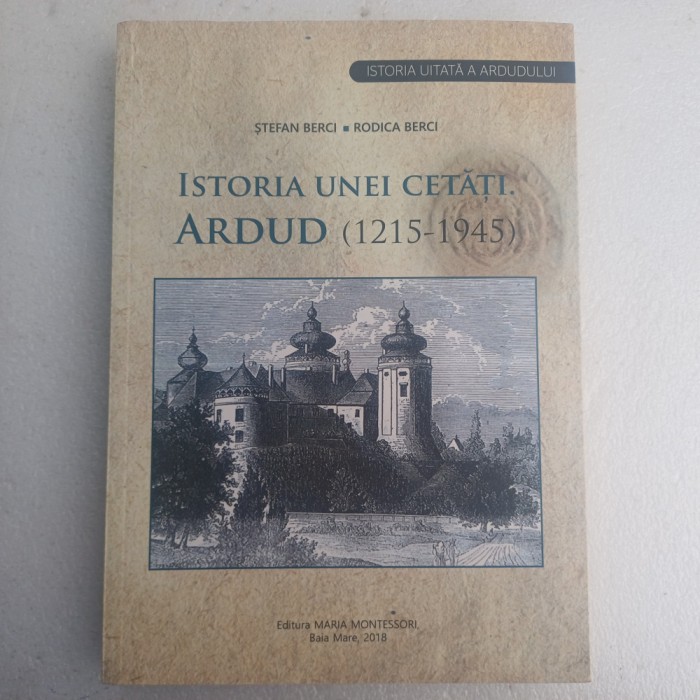 ISTORIA UITATĂ A ARDUDULUI
ȘTEFAN BERCI ■ RODICA BERCI
ISTORIA UNEI CETĂȚI.
ARDUD (1215-1945)
Editura MARIA MONTESSORI,
Baia Mare, 2018